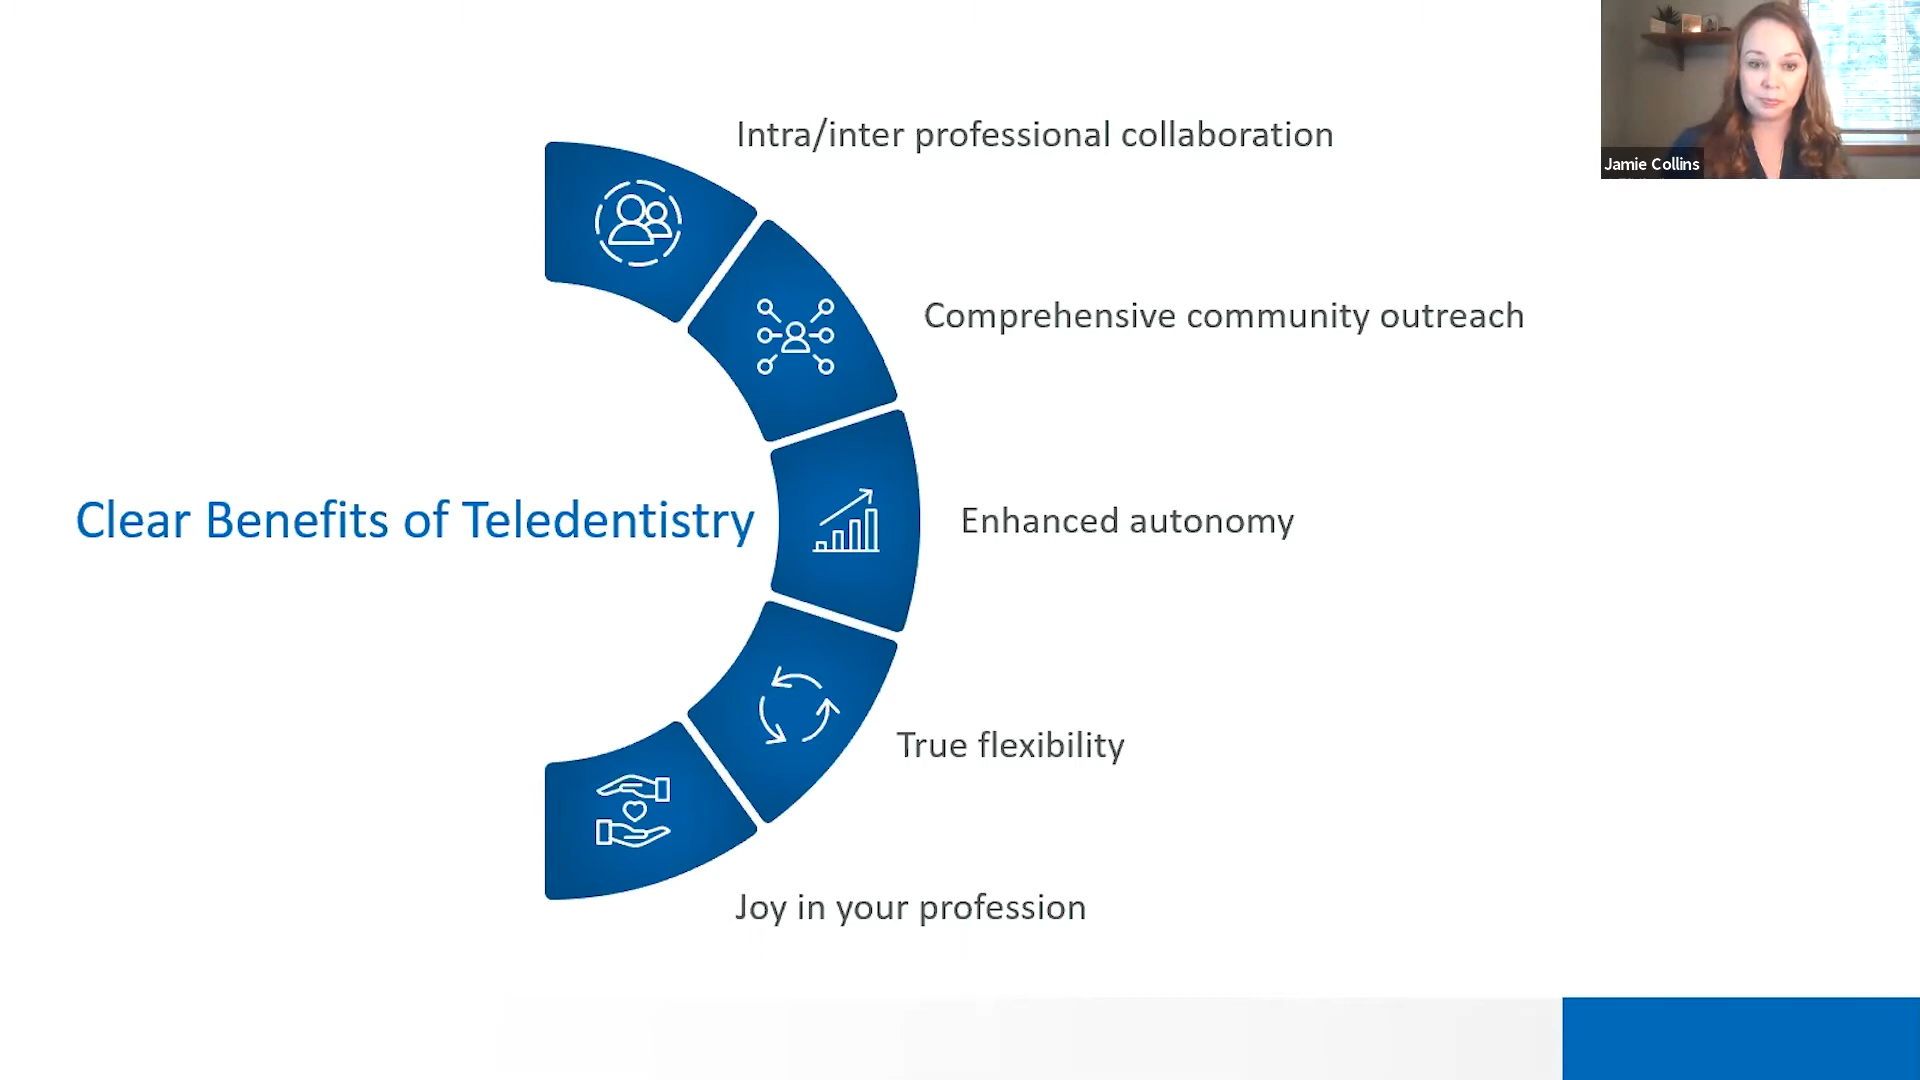 Intra/inter professional collaboration
Jamie Collins
Comprehensive community outreach
Clear Benefits of Teledentistry
Enhanced autonomy
True flexibility
Joy in your profession